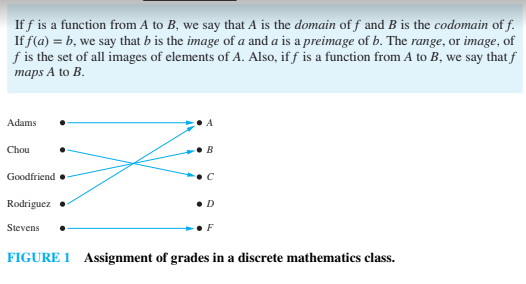 If f is a function from A to B, we say that A is the domain of f and B is the codomain of f.
If f(a) = b, we say that b is the image of a and a is a preimage of b. The range, or image, of
f is the set of all images of elements of A. Also, if f is a function from A to B, we say that f
maps A to B.
Adams A
Chou B
Goodfriend C
Rodriguez D
Stevens F
FIGURE 1 Assignment of grades in a discrete mathematics class.